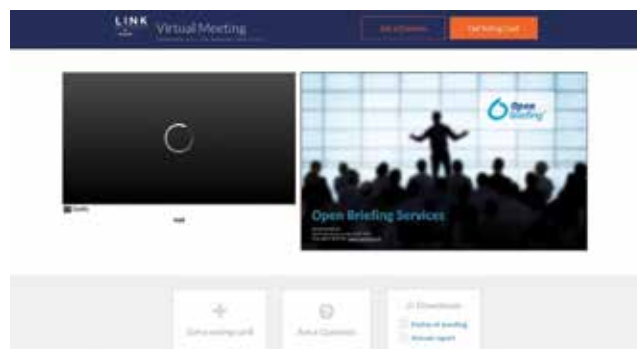 LINK
Virtual Meeting
Ask a Question
Get Voting Card
Open
Briefing
Open Briefing Services
Get a voting card
Ask a Question
Downloads
Notice of meeting
Annual report